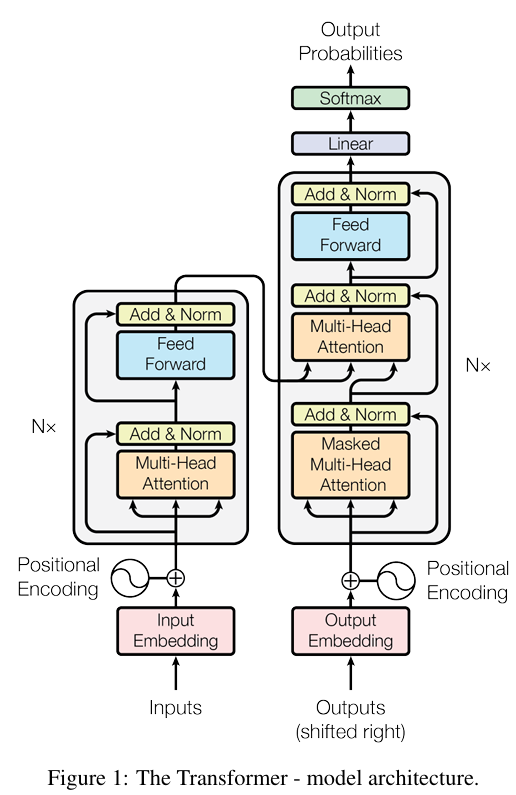 Output
Probabilities
Softmax
Linear
Add & Norm
Feed
Forward
Add & Norm
Multi-Head
Attention
Add & Norm
Masked
Multi-Head
Attention
N×
Add & Norm
Feed
Forward
Add & Norm
Multi-Head
Attention
N×
Positional
Encoding
Positional
Encoding
Input
Embedding
Output
Embedding
Inputs
Outputs
(shifted right)
Figure 1: The Transformer - model architecture.